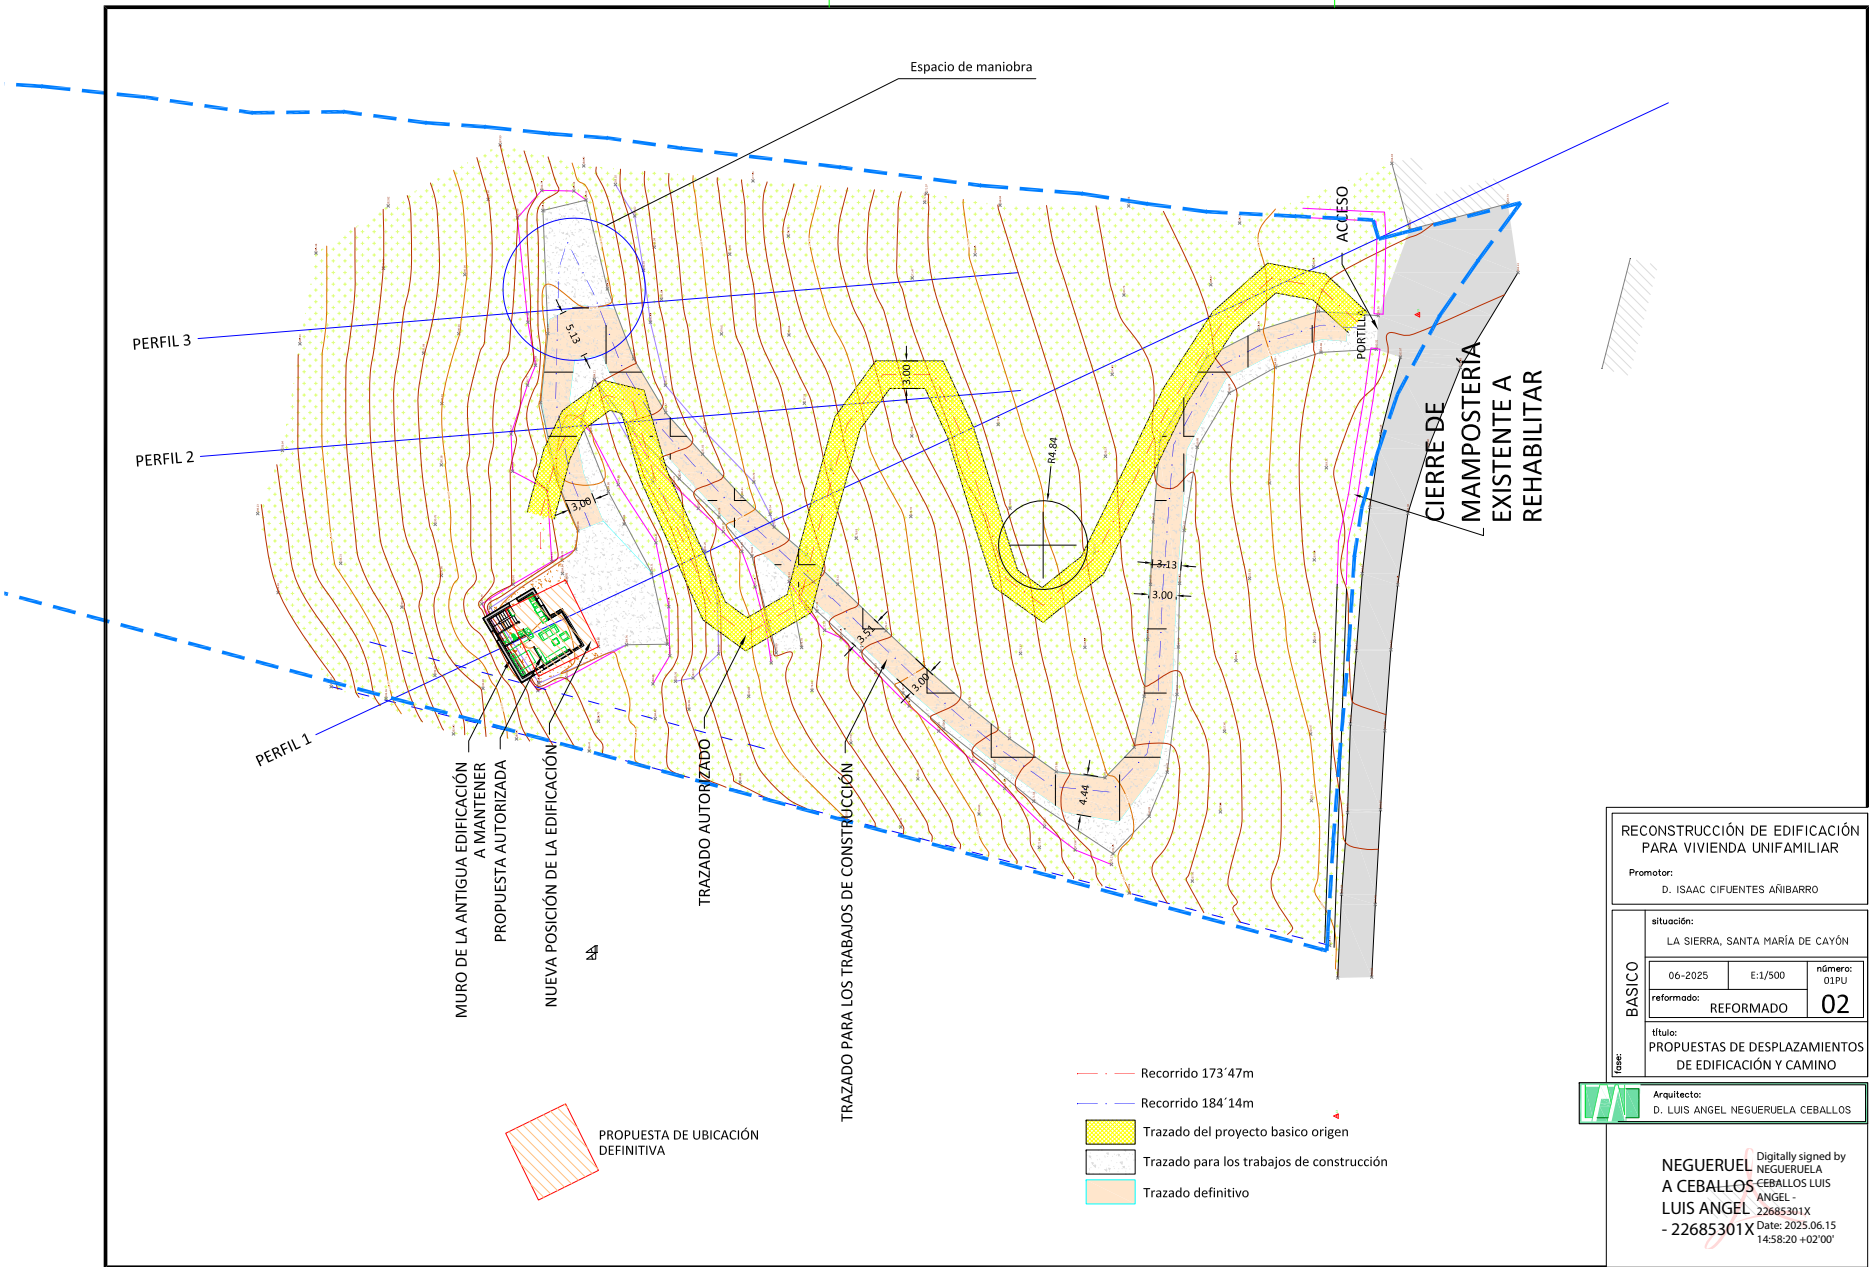 Espacio de maniobra
ACCESO
PORTILLA
PERFIL 3
PERFIL 2
PERFIL 1
5.13
3,00
3.00
R4.84
3.13
3.00
3.51
3.00
4.44
CIERRE DE
MAMPOSTERÍA
EXISTENTE A
REHABILITAR
MURO DE LA ANTIGUA EDIFICACIÓN
A MANTENER
PROPUESTA AUTORIZADA
NUEVA POSICIÓN DE LA EDIFICACIÓN
TRAZADO AUTORIZADO
TRAZADO PARA LOS TRABAJOS DE CONSTRUCCIÓN
PROPUESTA DE UBICACIÓN
DEFINITIVA
Recorrido 173´47m
Recorrido 184´14m
Trazado del proyecto basico origen
Trazado para los trabajos de construcción
Trazado definitivo
RECONSTRUCCIÓN DE EDIFICACIÓN
PARA VIVIENDA UNIFAMILIAR
Promotor:
D. ISAAC CIFUENTES AÑIBARRO
situación:
LA SIERRA, SANTA MARÍA DE CAYÓN
06-2025
E:1/500
número:
01PU
02
reformado:
REFORMADO
fase:
BASICO
título:
PROPUESTAS DE DESPLAZAMIENTOS
DE EDIFICACIÓN Y CAMINO
Arquitecto:
D. LUIS ANGEL NEGUERUELA CEBALLOS
NEGUERUEL
A CEBALLOS
LUIS ANGEL
- 22685301X
Digitally signed by
NEGUERUELA
CEBALLOS LUIS
ANGEL -
22685301X
Date: 2025.06.15
14:58:20 +02'00'